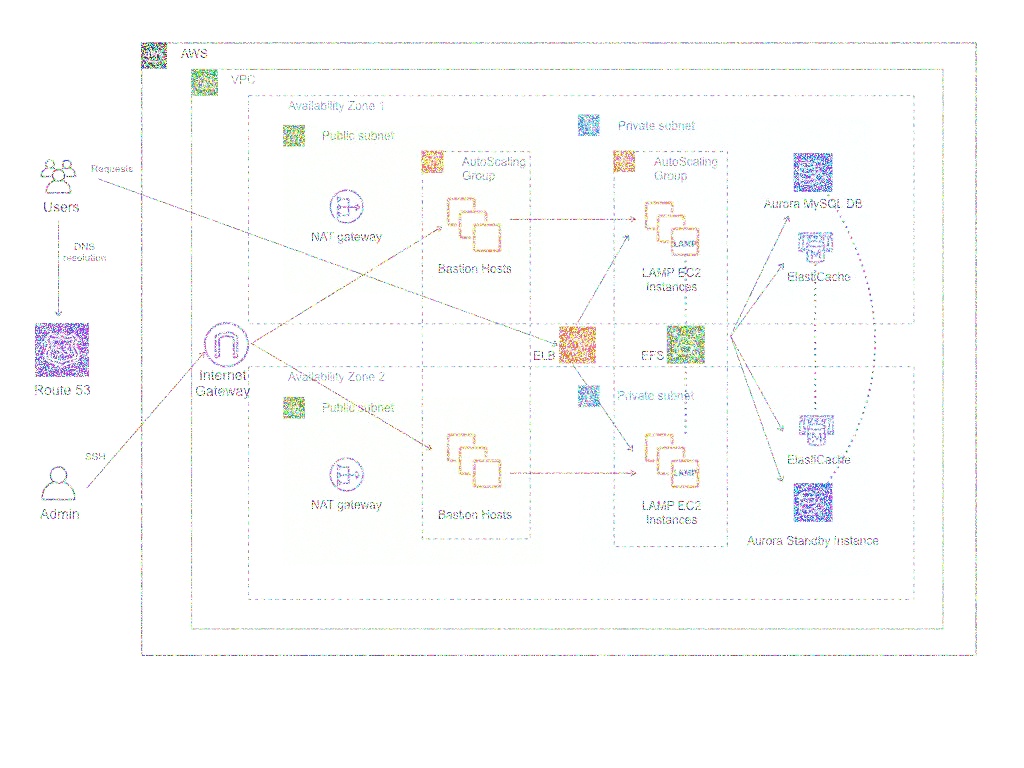 AWS
VPC
Availability Zone 1
Public subnet
Private subnet
Requests
Users
DNS
resolution
Route 53
SSH
Admin
AutoScaling
Group
AutoScaling
Group
NAT gateway
Bastion Hosts
LAMP
LAMP EC2
Instances
Aurora MySQL DB
ElastiCache
Internet
Gateway
ELB
EFS
Availability Zone 2
Public subnet
Private subnet
NAT gateway
Bastion Hosts
LAMP
LAMP EC2
Instances
ElastiCache
Aurora Standby Instance